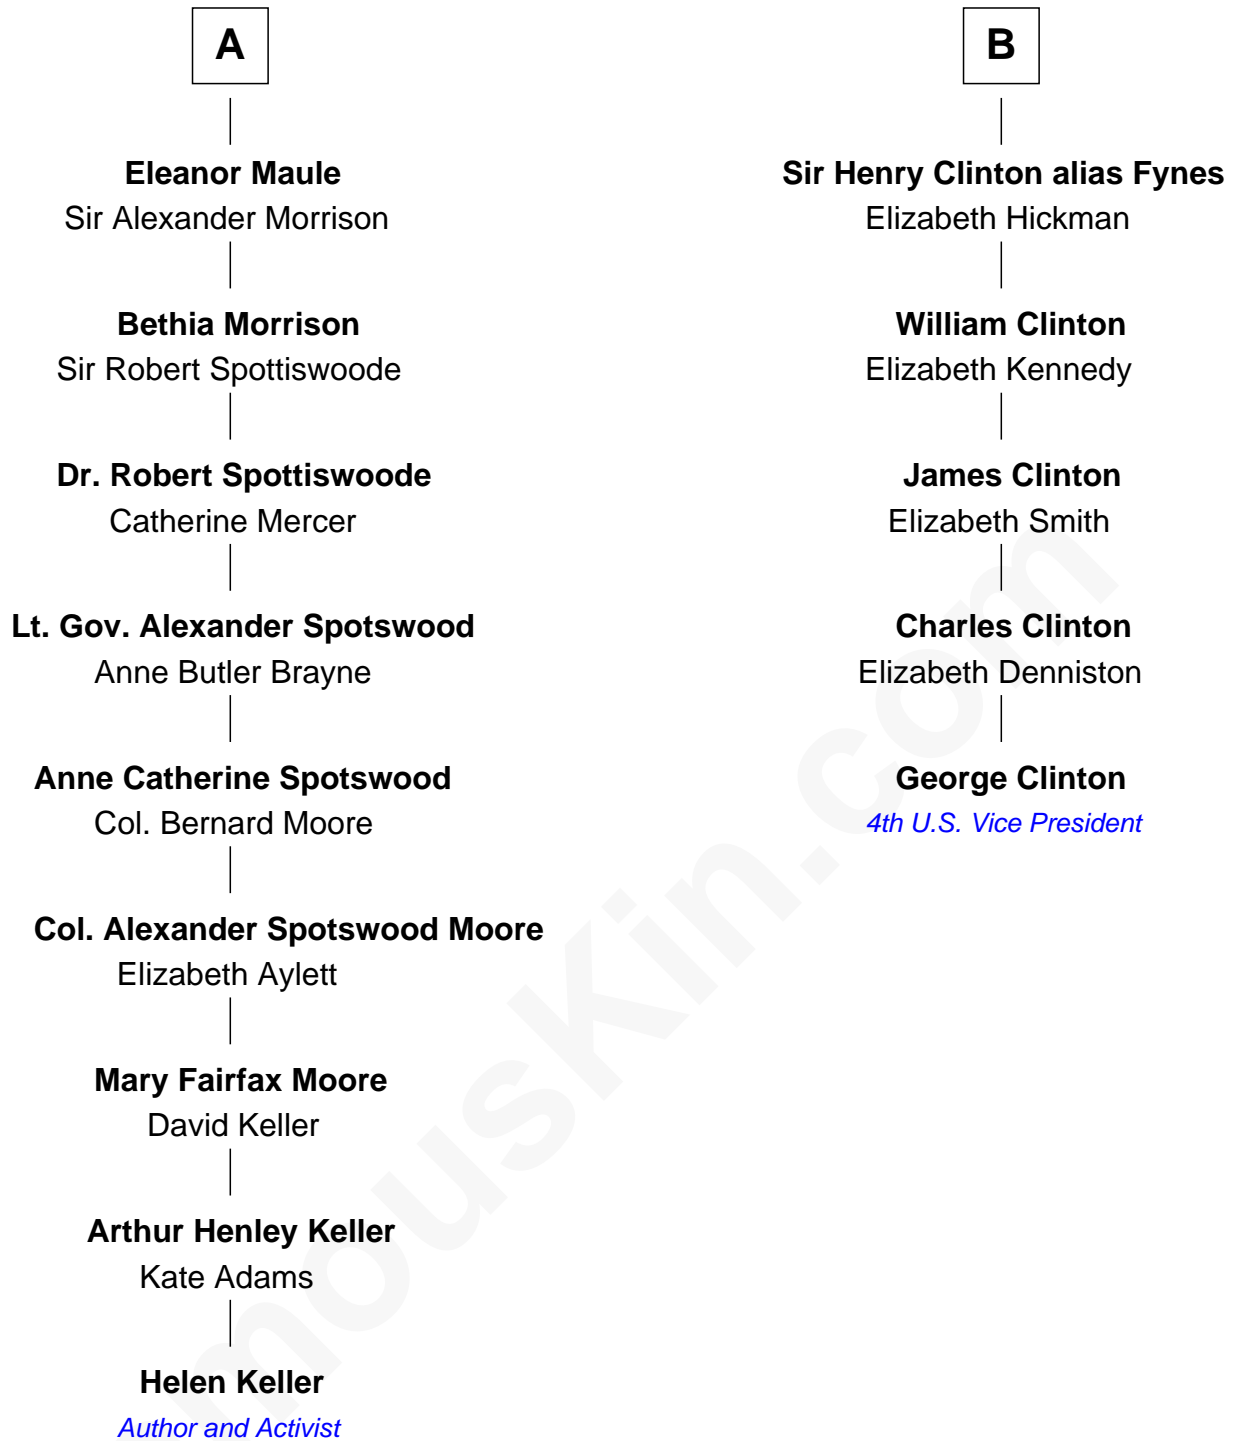 A
Eleanor Maule
Sir Alexander Morrison
Bethia Morrison
Sir Robert Spottiswoode
Dr. Robert Spottiswoode
Catherine Mercer
Lt. Gov. Alexander Spotswood
Anne Butler Brayne
Anne Catherine Spotswood
Col. Bernard Moore
Col. Alexander Spotswood Moore
Elizabeth Aylett
Mary Fairfax Moore
David Keller
Arthur Henley Keller
Kate Adams
Helen Keller
Author and Activist
B
Sir Henry Clinton alias Fynes
Elizabeth Hickman
William Clinton
Elizabeth Kennedy
James Clinton
Elizabeth Smith
Charles Clinton
Elizabeth Denniston
George Clinton
4th U.S. Vice President
mouskin.com